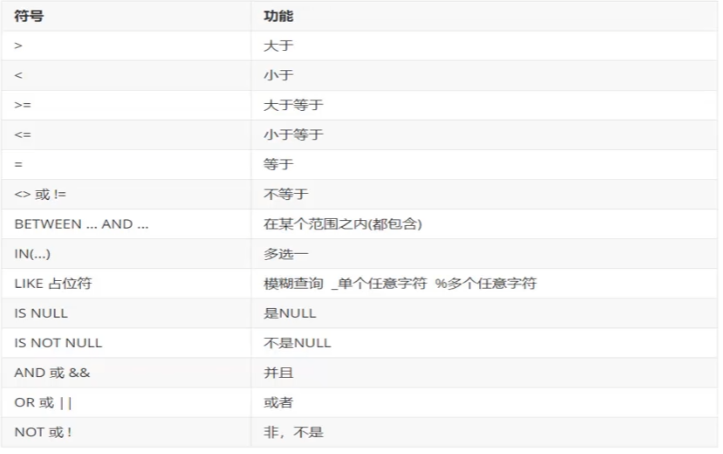 符号 功能
> 大于
< 小于
>= 大于等于
<= 小于等于
= 等于
<> 或 != 不等于
BETWEEN ... AND ... 在某个范围之内(都包含)
IN(...) 多选一
LIKE 占位符 模糊查询 _单个任意字符 %多个任意字符
IS NULL 是NULL
IS NOT NULL 不是NULL
AND 或 && 并且
OR 或 || 或者
NOT 或 ! 非，不是